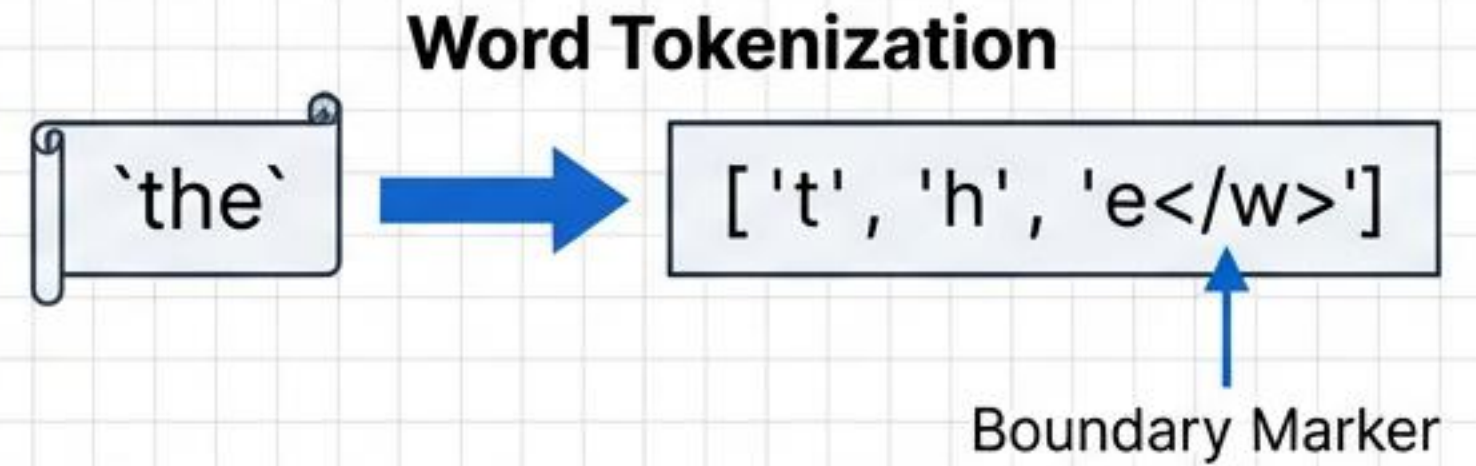 Word Tokenization
`the`
['t', 'h', 'e</w>']
Boundary Marker